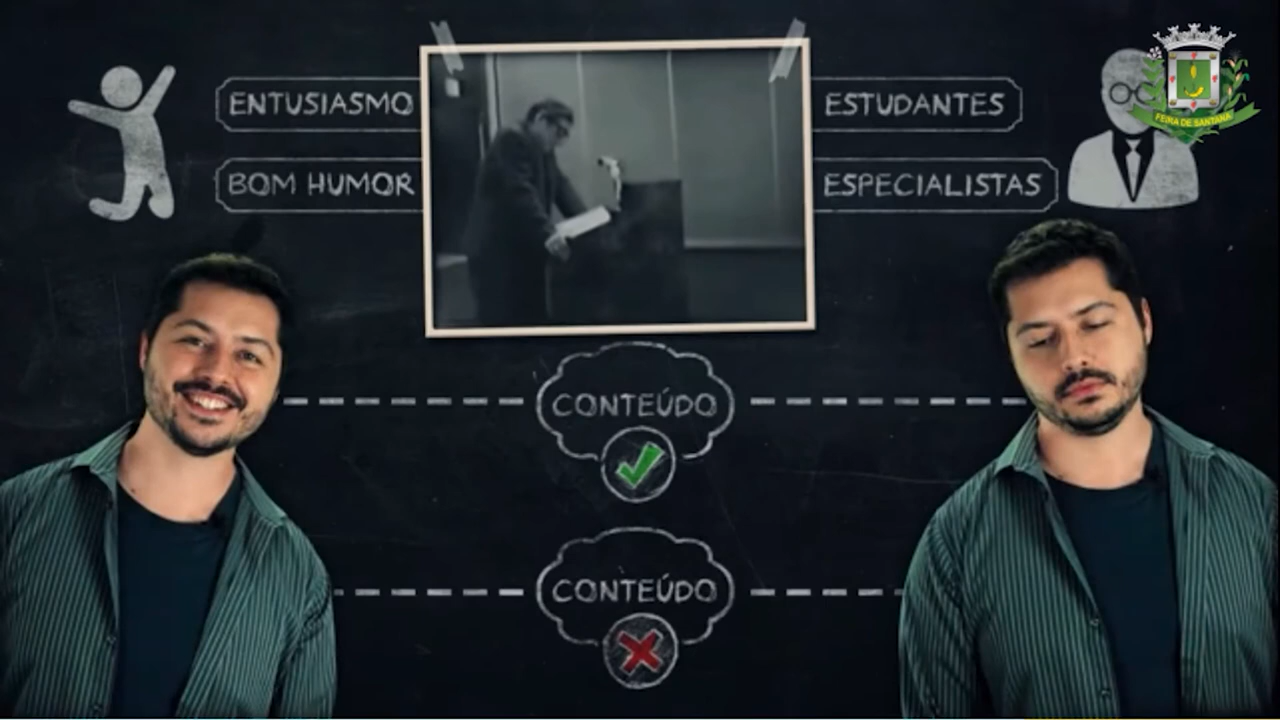 ENTUSIASMO
ESTUDANTES
BOM HUMOR
ESPECIALISTAS
FEIRA DE SANTANA
CONTEÚDO
CONTEÚDO